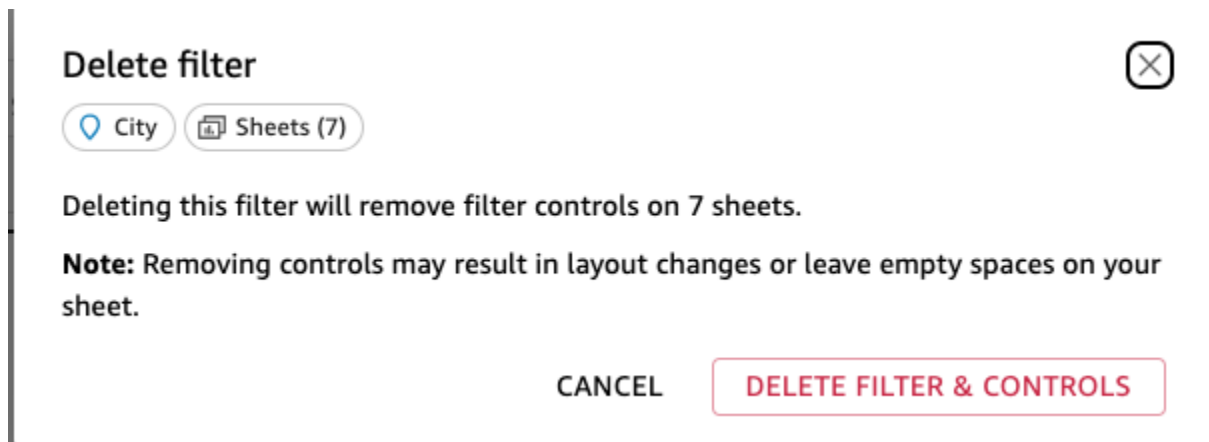 Delete filter
City Sheets (7)
Deleting this filter will remove filter controls on 7 sheets.
Note: Removing controls may result in layout changes or leave empty spaces on your
sheet.
CANCEL DELETE FILTER & CONTROLS